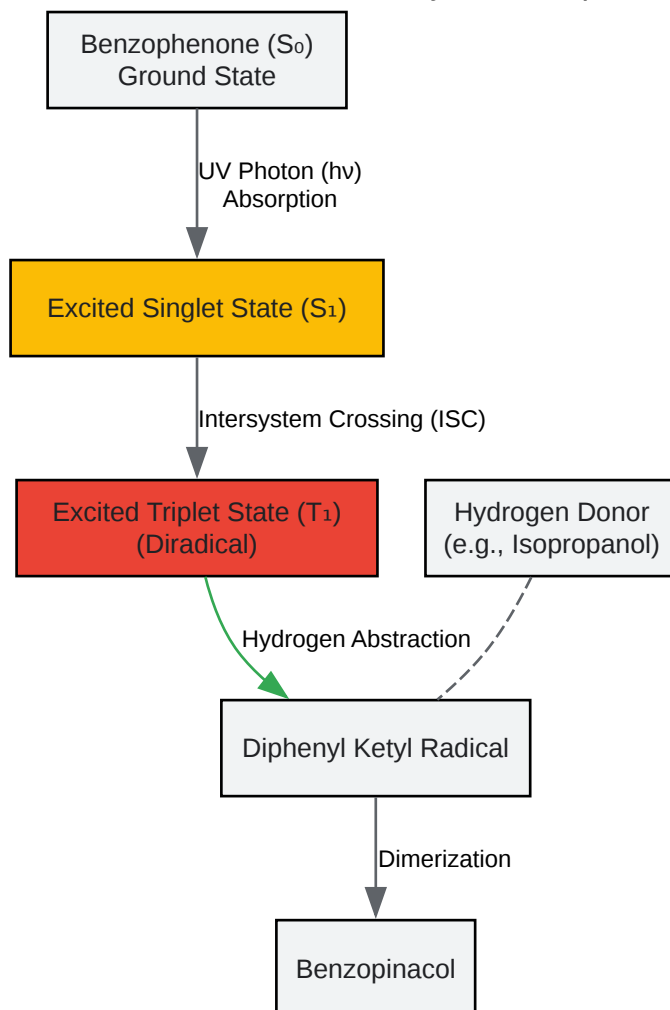 Benzophenone (S₀)
Ground State
UV Photon (hν)
Absorption
Excited Singlet State (S₁)
Intersystem Crossing (ISC)
Excited Triplet State (T₁)
(Diradical)
Hydrogen Donor
(e.g., Isopropanol)
Hydrogen Abstraction
Diphenyl Ketyl Radical
Dimerization
Benzopinacol